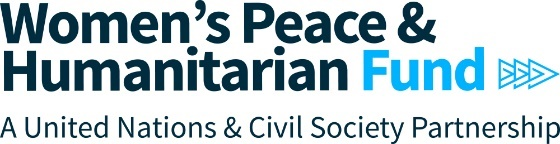 Women’s Peace &
Humanitarian Fund
A United Nations & Civil Society Partnership